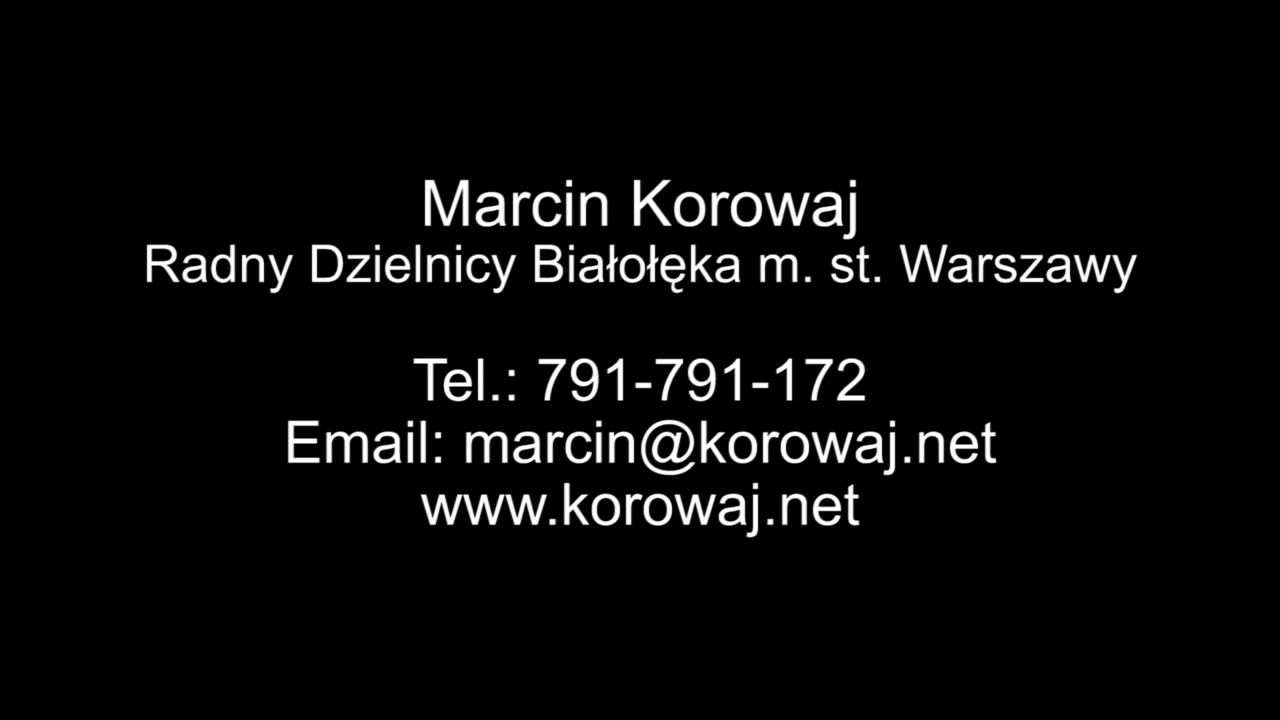 Marcin Korowaj
Radny Dzielnicy Białołęka m. st. Warszawy
Tel.: 791-791-172
Email: marcin@korowaj.net
www.korowaj.net